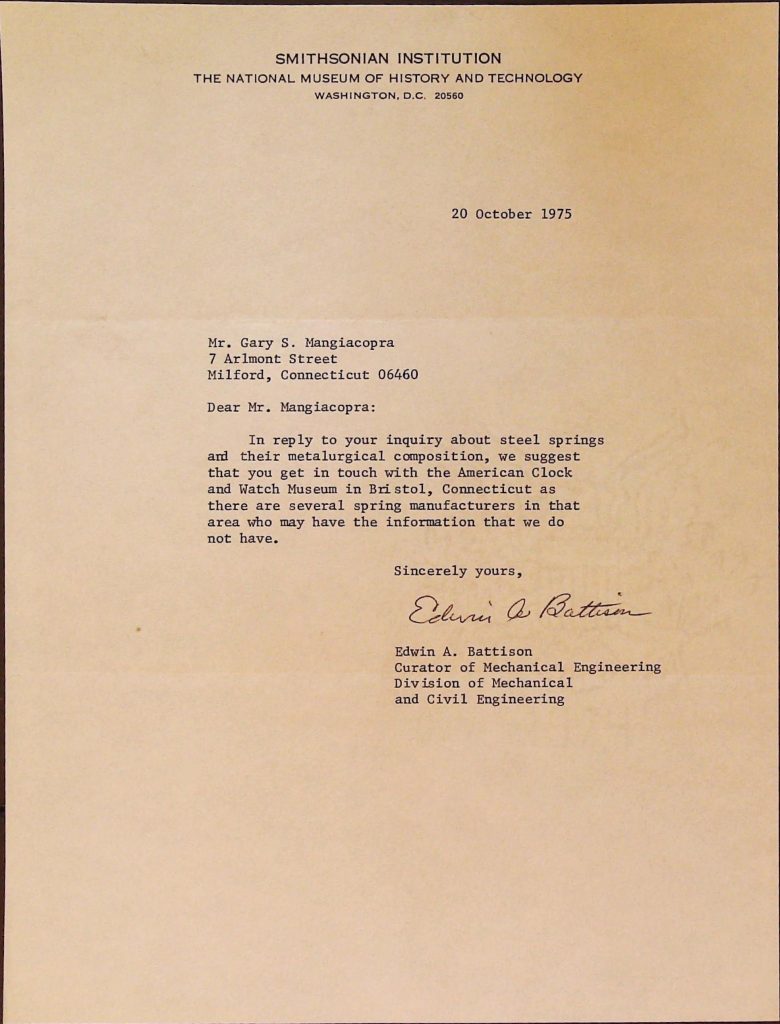 SMITHSONIAN INSTITUTION
THE NATIONAL MUSEUM OF HISTORY AND TECHNOLOGY
WASHINGTON, D.C. 20560
20 October 1975
Mr. Gary S. Mangiacopra
7 Arlmont Street
Milford, Connecticut 06460
Dear Mr. Mangiacopra:
In reply to your inquiry about steel springs
and their metalurgical composition, we suggest
that you get in touch with the American Clock
and Watch Museum in Bristol, Connecticut as
there are several spring manufacturers in that
area who may have the information that we do
not have.
Sincerely yours,
Edwin A Battison
Edwin A. Battison
Curator of Mechanical Engineering
Division of Mechanical
and Civil Engineering